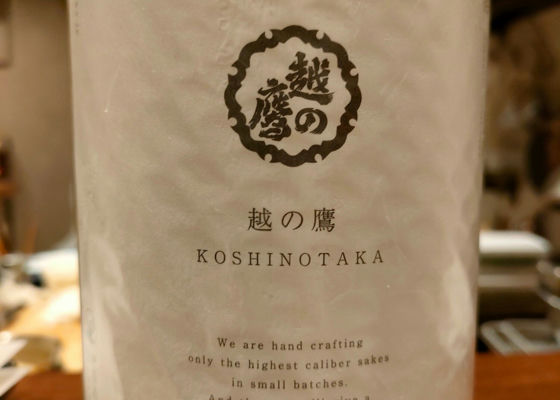 越の鷹
越の鷹
KOSHINOTAKA
We are hand crafting
only the highest caliber sakes
in small batches.